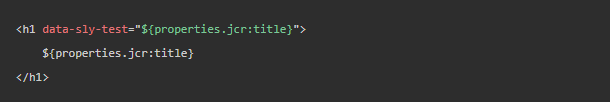 <h1 data-sly-test="${properties.jcr:title}">
${properties.jcr:title}
</h1>